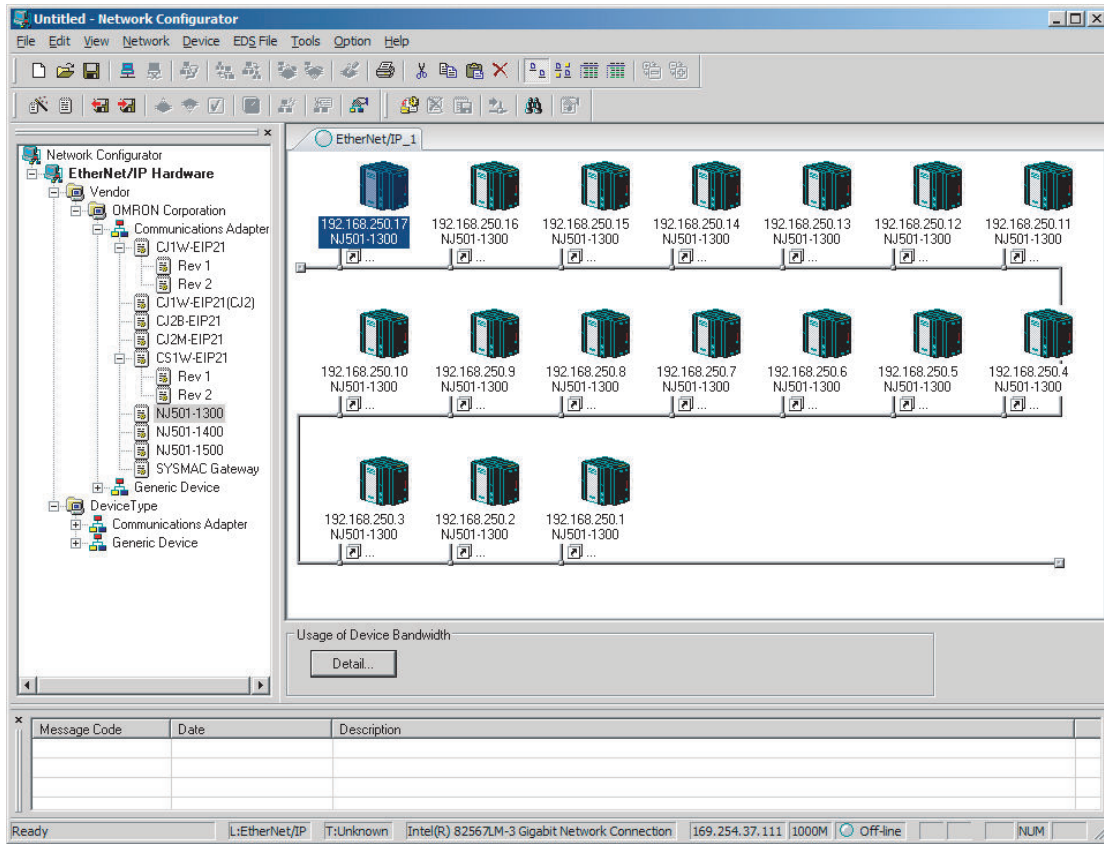 Untitled - Network Configurator
File Edit View Network Device EDS File Tools Option Help
Network Configurator
EtherNet/IP Hardware
Vendor
OMRON Corporation
Communications Adapter
CJ1W-EIP21
Rev 1
Rev 2
CJ1W-EIP21(CJ2)
CJ2B-EIP21
CJ2M-EIP21
CS1W-EIP21
Rev 1
Rev 2
NJ501-1300
NJ501-1400
NJ501-1500
SYSMAC Gateway
Generic Device
DeviceType
Communications Adapter
Generic Device
EtherNet/IP_1
192.168.250.17 192.168.250.16 192.168.250.15 192.168.250.14 192.168.250.13 192.168.250.12 192.168.250.11
NJ501-1300 NJ501-1300 NJ501-1300 NJ501-1300 NJ501-1300 NJ501-1300 NJ501-1300
... ... ... ... ... ... ...
192.168.250.10 192.168.250.9 192.168.250.8 192.168.250.7 192.168.250.6 192.168.250.5 192.168.250.4
NJ501-1300 NJ501-1300 NJ501-1300 NJ501-1300 NJ501-1300 NJ501-1300 NJ501-1300
... ... ... ... ... ... ...
192.168.250.3 192.168.250.2 192.168.250.1
NJ501-1300 NJ501-1300 NJ501-1300
... ... ...
Usage of Device Bandwidth
Detail...
Message Code Date Description
Ready L:EtherNet/IP T:Unknown Intel(R) 82567LM-3 Gigabit Network Connection 169.254.37.111 1000M Off-line NUM